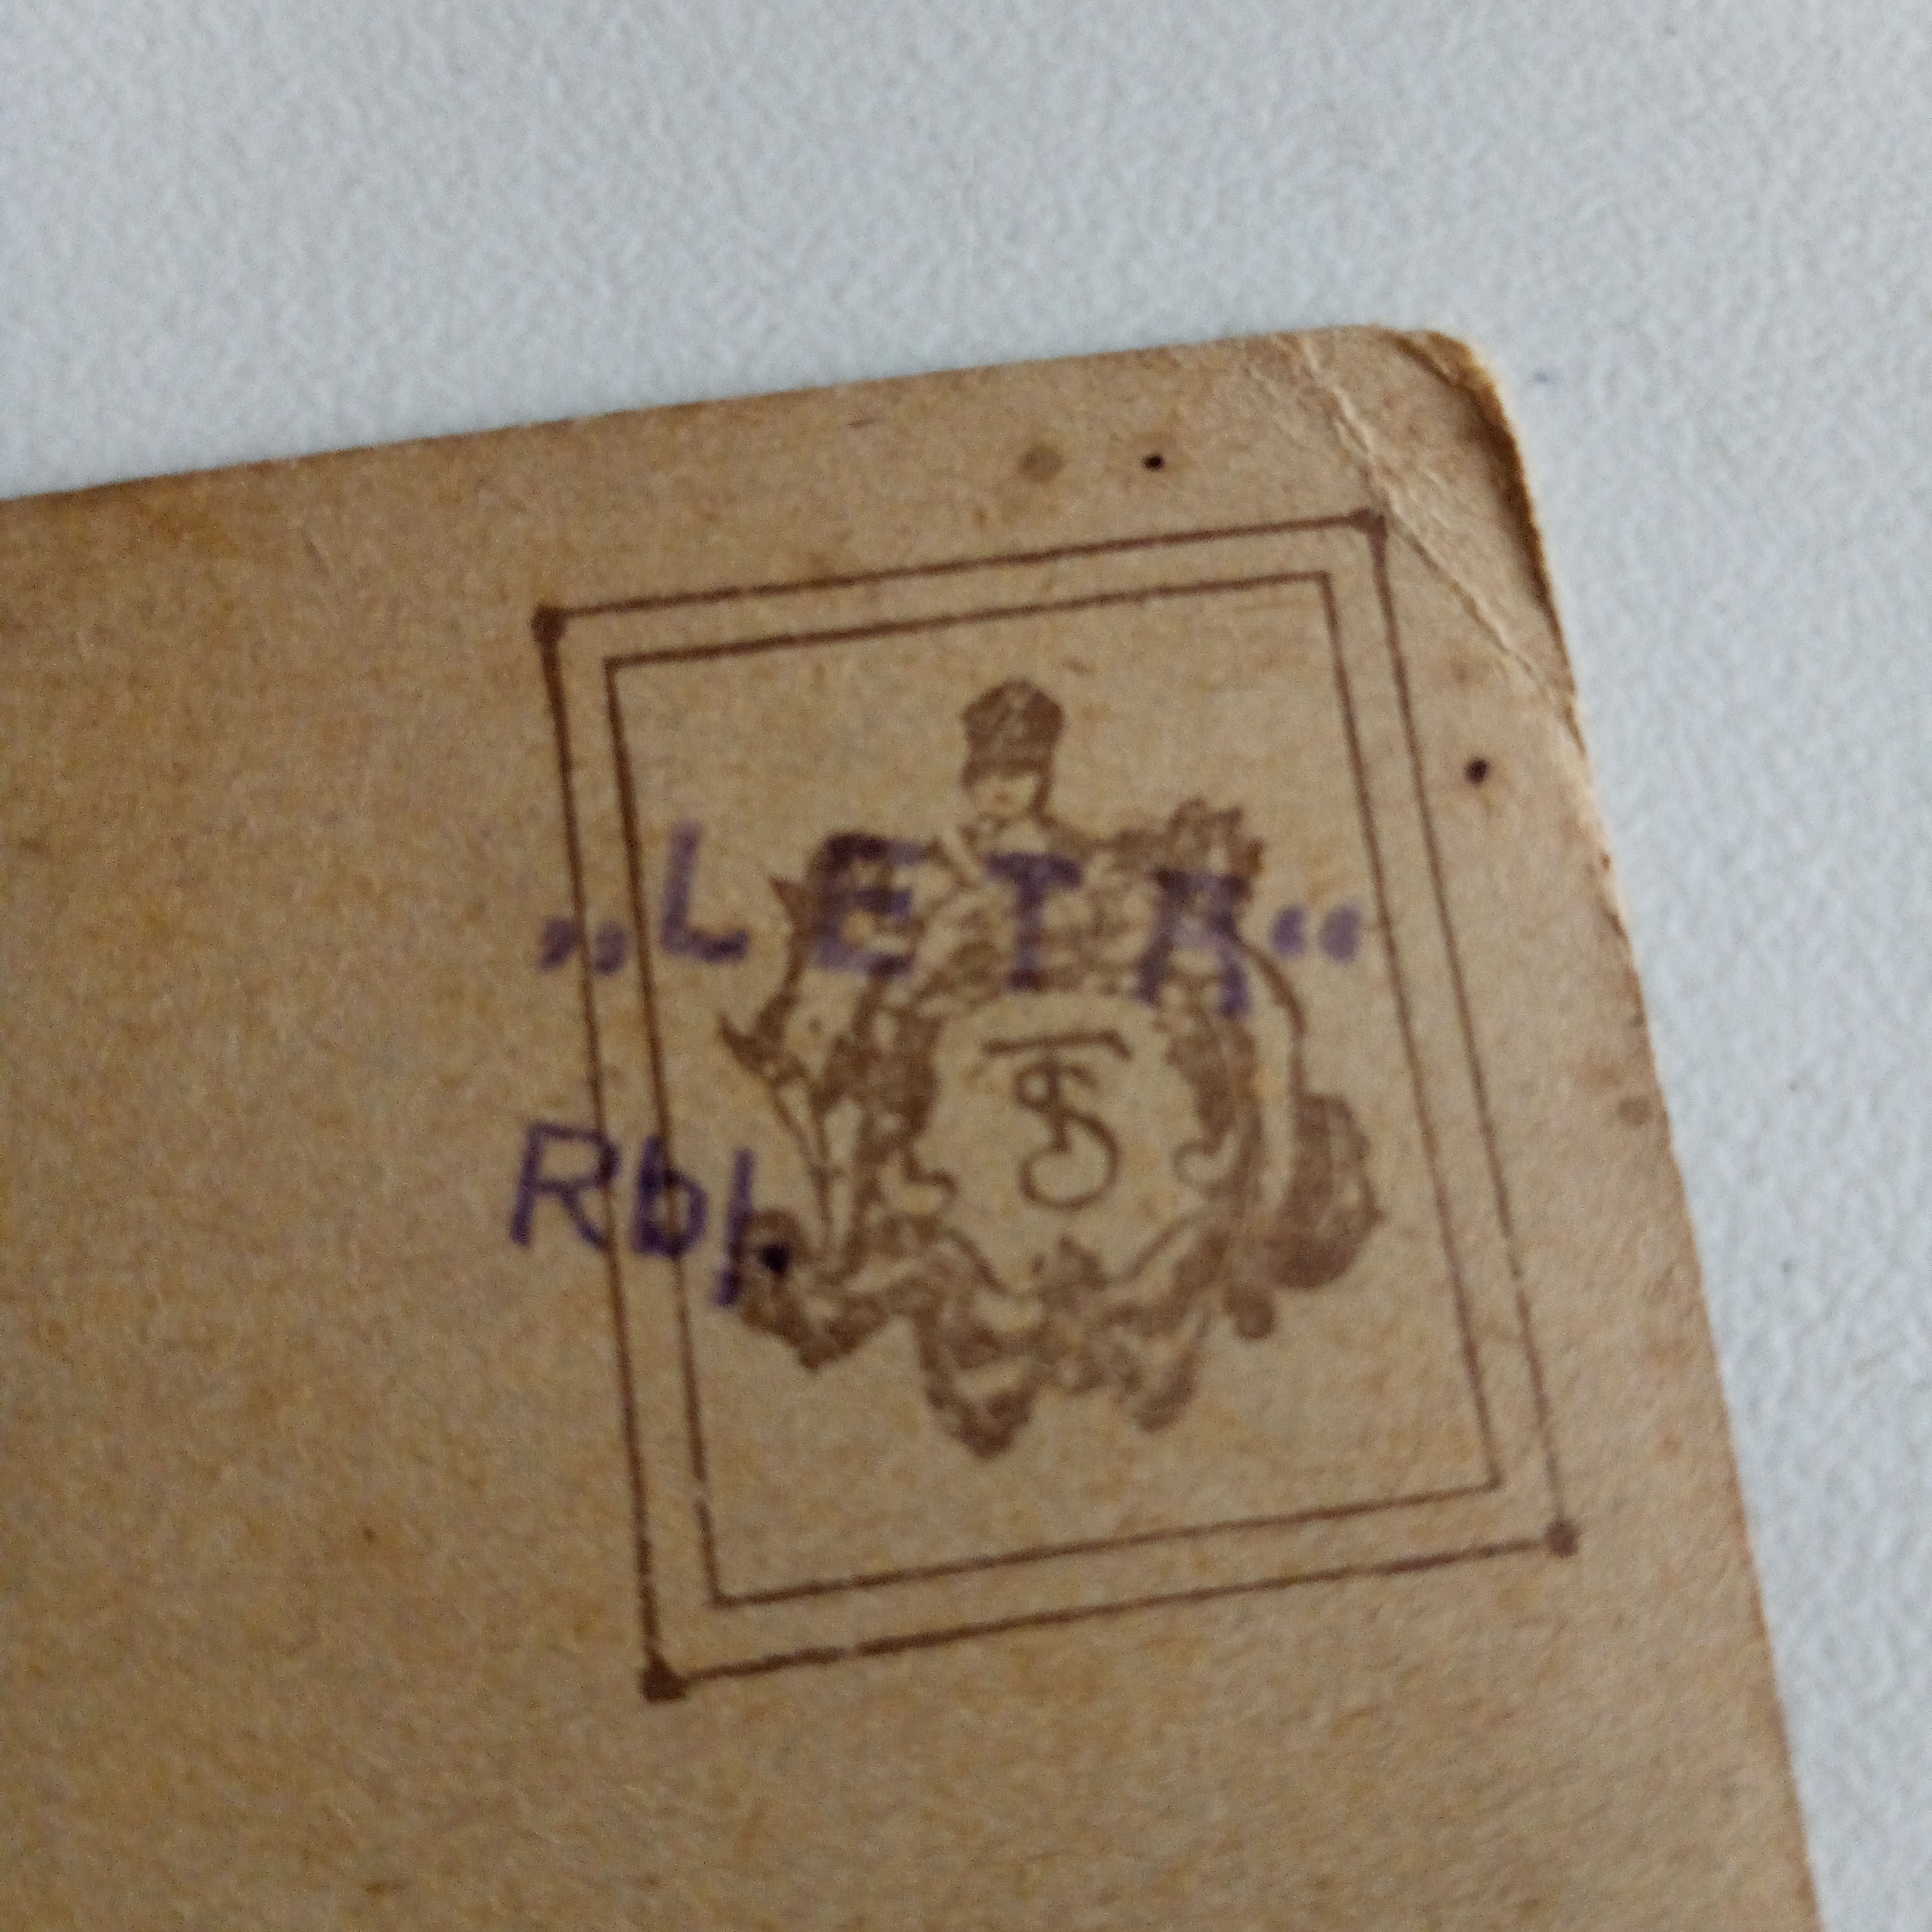 „LETA“
Rbl.